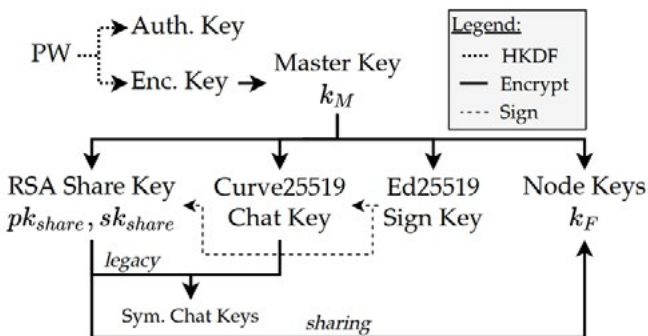 Auth. Key
PW
Enc. Key
Master Key
k_M
Legend:
HKDF
Encrypt
Sign
RSA Share Key
pk_share, sk_share
Curve25519
Chat Key
Ed25519
Sign Key
Node Keys
k_F
legacy
Sym. Chat Keys
sharing